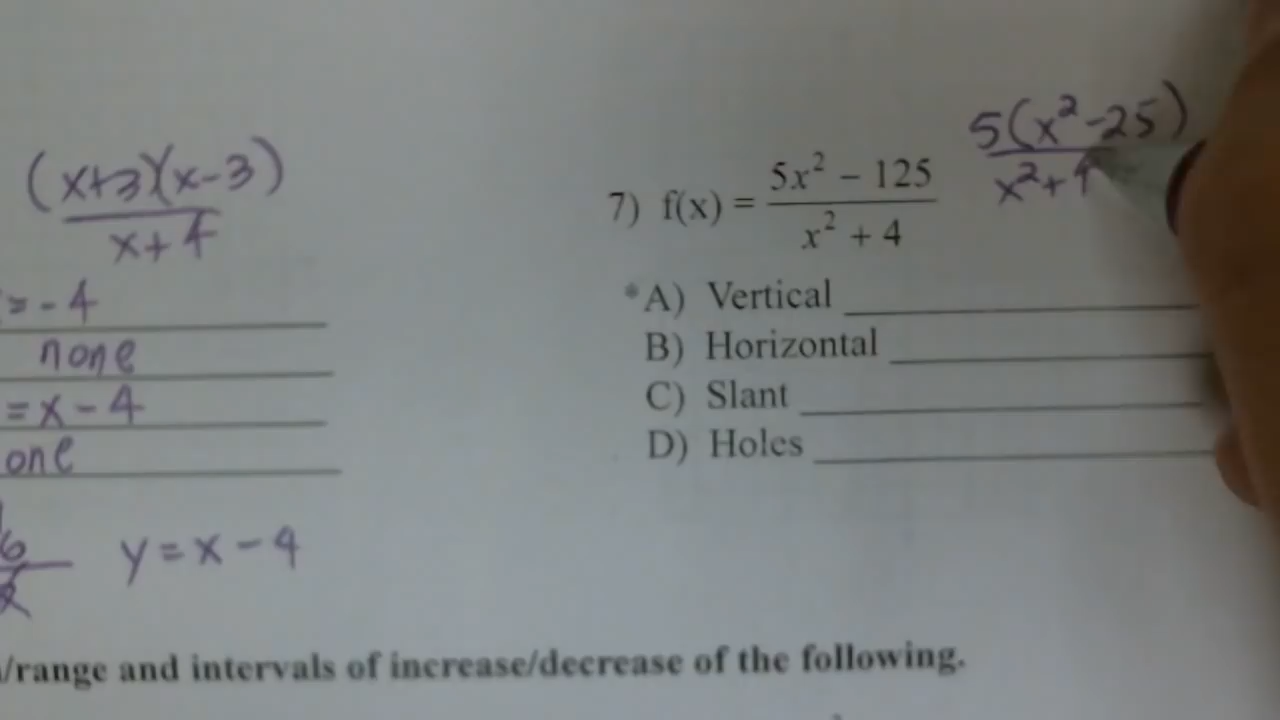 (x+3)(x-3)
x+4
= -4
none
= x - 4
one
6
2
y = x - 4
5(x² - 25)
x² + 4
7) f(x) = 5x² − 125
x² + 4
*A) Vertical
B) Horizontal
C) Slant
D) Holes
/range and intervals of increase/decrease of the following.